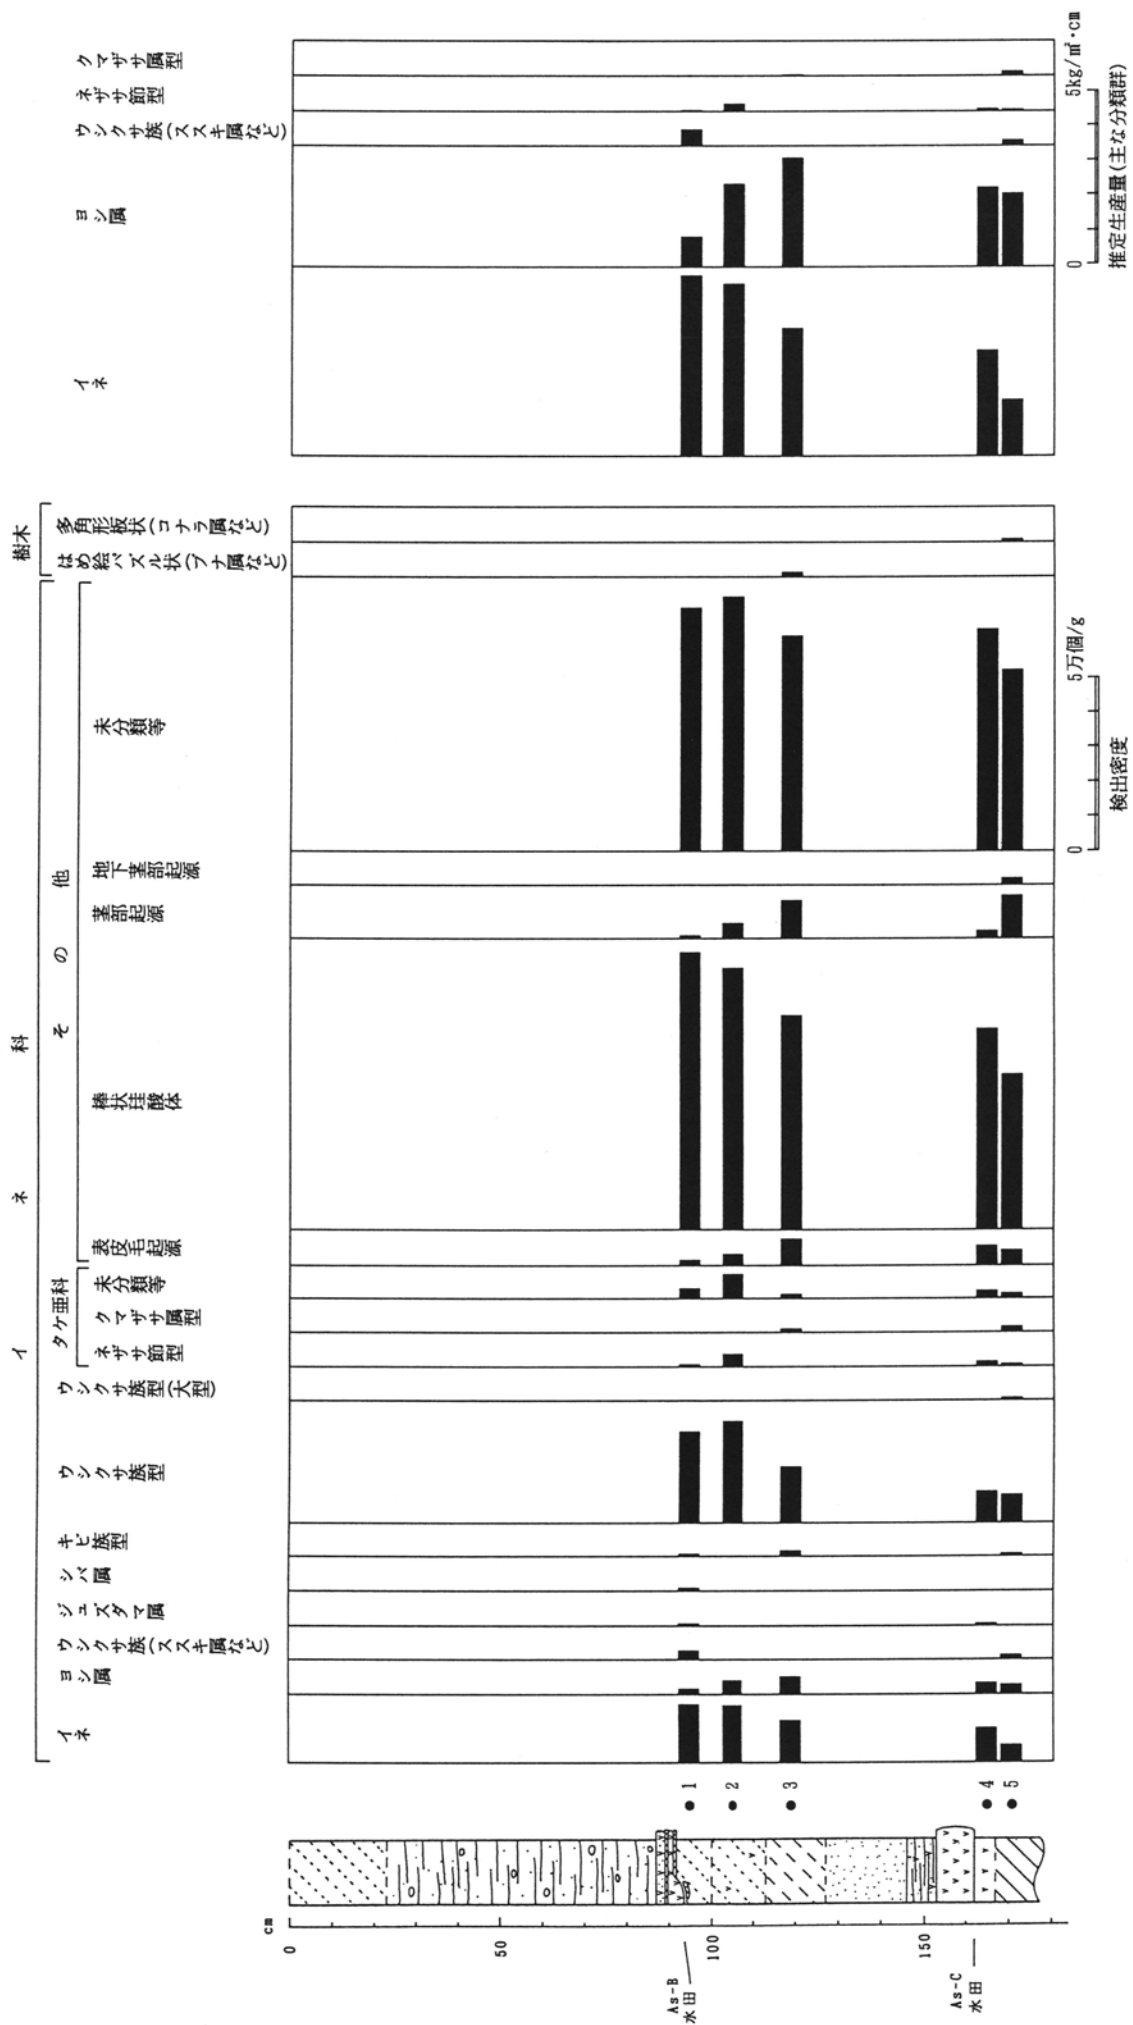 イネ科
樹木
タケ亜科
その他
イネ
ヨシ属
ウシクサ族(ススキ属など)
ジュズダマ属
シバ属
キビ族型
ウシクサ族型
ウシクサ族型(大型)
ネザサ節型
クマザサ属型
未分類等
表皮毛起源
棒状珪酸体
茎部起源
地下茎部起源
未分類等
はめ絵パズル状(ブナ属など)
多角形板状(コナラ属など)
イネ
ヨシ属
ウシクサ族(ススキ属など)
ネザサ節型
クマザサ属型
cm
0
50
100
150
As-B
水田
As-C
水田
1
2
3
4
5
0 5万個/g
検出密度
0 5kg/㎡・cm
推定生産量(主な分類群)